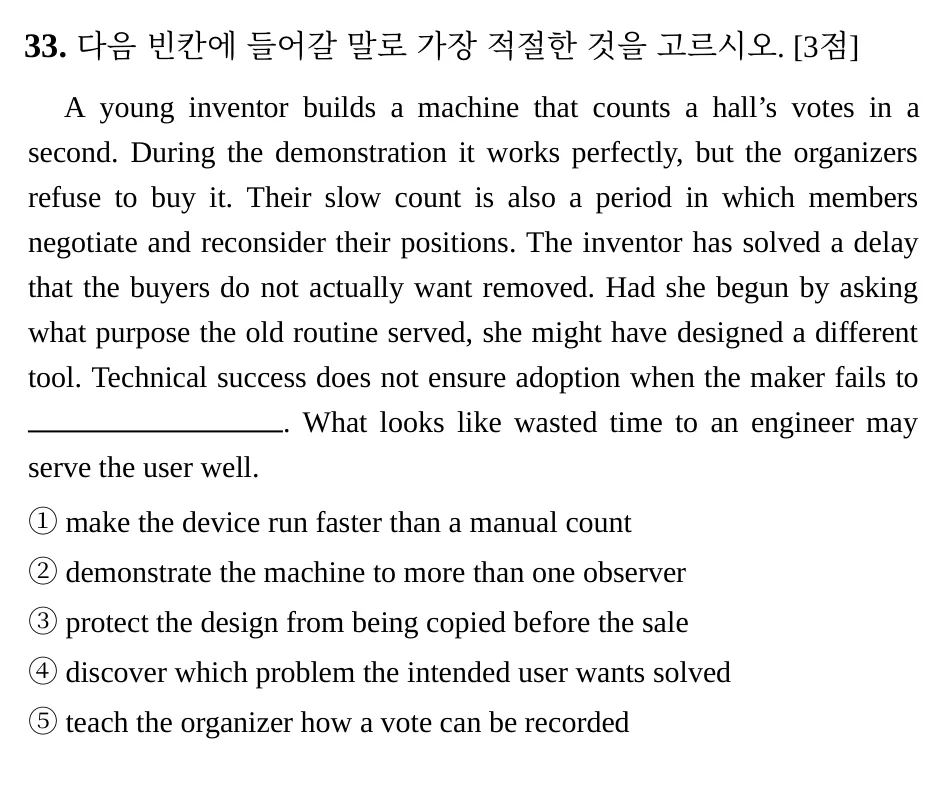 33. 다음 빈칸에 들어갈 말로 가장 적절한 것을 고르시오. [3점]
A young inventor builds a machine that counts a hall’s votes in a
second. During the demonstration it works perfectly, but the organizers
refuse to buy it. Their slow count is also a period in which members
negotiate and reconsider their positions. The inventor has solved a delay
that the buyers do not actually want removed. Had she begun by asking
what purpose the old routine served, she might have designed a different
tool. Technical success does not ensure adoption when the maker fails to
_________________. What looks like wasted time to an engineer may
serve the user well.
① make the device run faster than a manual count
② demonstrate the machine to more than one observer
③ protect the design from being copied before the sale
④ discover which problem the intended user wants solved
⑤ teach the organizer how a vote can be recorded